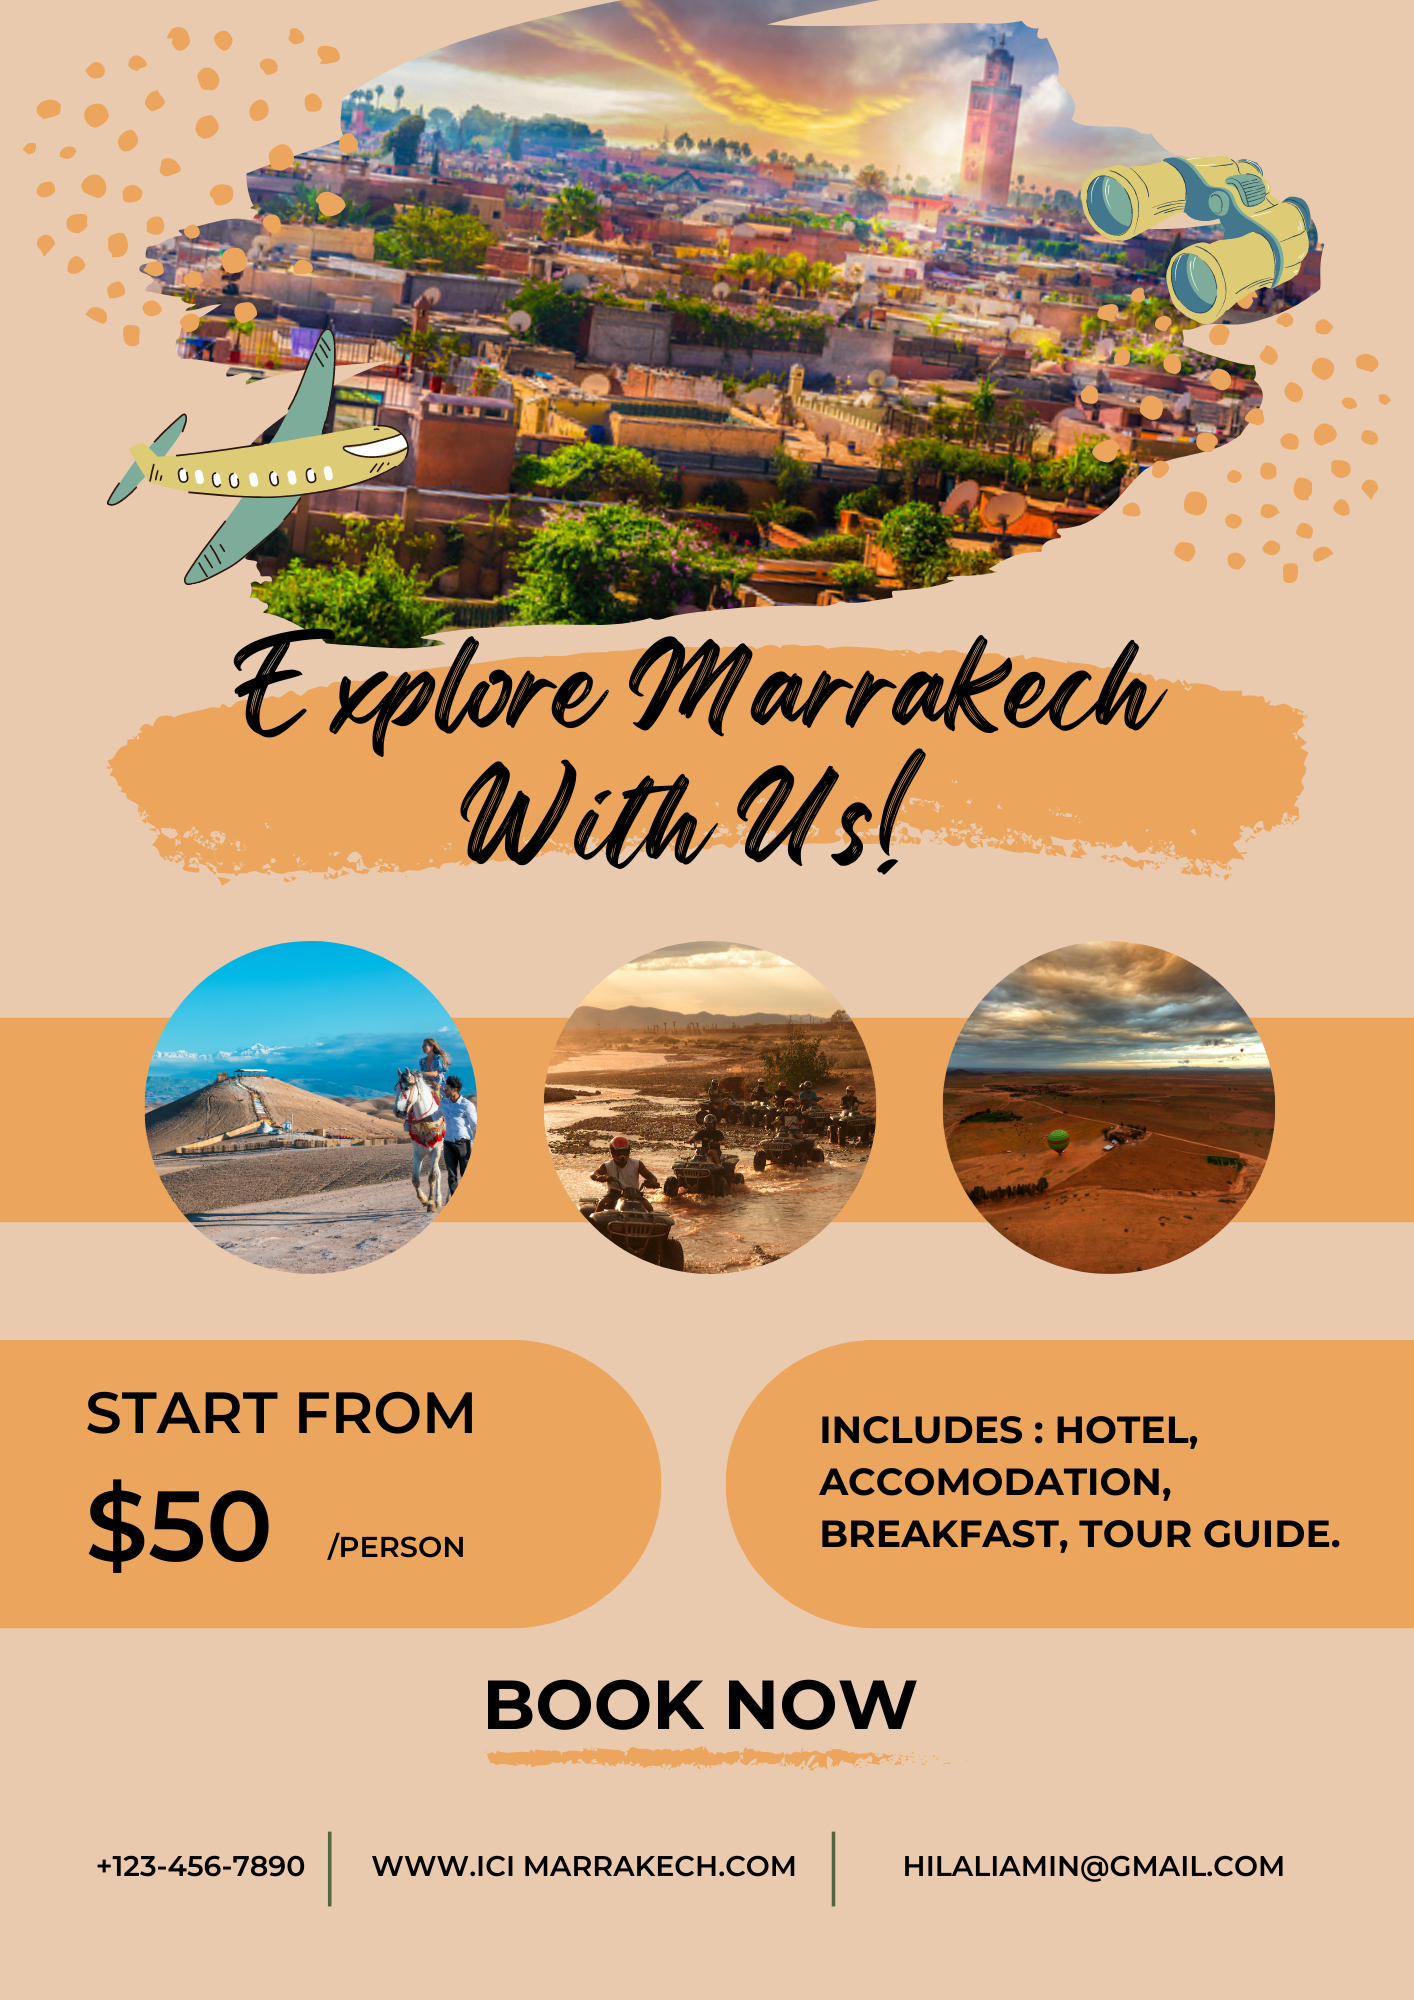 Explore Marrakech
With Us!
START FROM
$50 /PERSON
INCLUDES : HOTEL,
ACCOMODATION,
BREAKFAST, TOUR GUIDE.
BOOK NOW
+123-456-7890
WWW.ICI MARRAKECH.COM
HILALIAMIN@GMAIL.COM